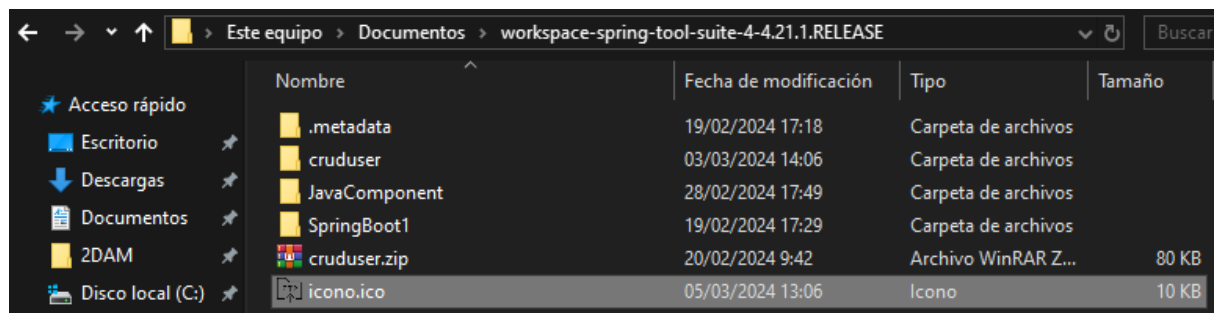 Este equipo > Documentos > workspace-spring-tool-suite-4-4.21.1.RELEASE Buscar
Nombre Fecha de modificación Tipo Tamaño
Acceso rápido
.metadata 19/02/2024 17:18 Carpeta de archivos
Escritorio
cruduser 03/03/2024 14:06 Carpeta de archivos
Descargas
JavaComponent 28/02/2024 17:49 Carpeta de archivos
Documentos
SpringBoot1 19/02/2024 17:29 Carpeta de archivos
2DAM
cruduser.zip 20/02/2024 9:42 Archivo WinRAR Z... 80 KB
Disco local (C:)
icono.ico 05/03/2024 13:06 Icono 10 KB